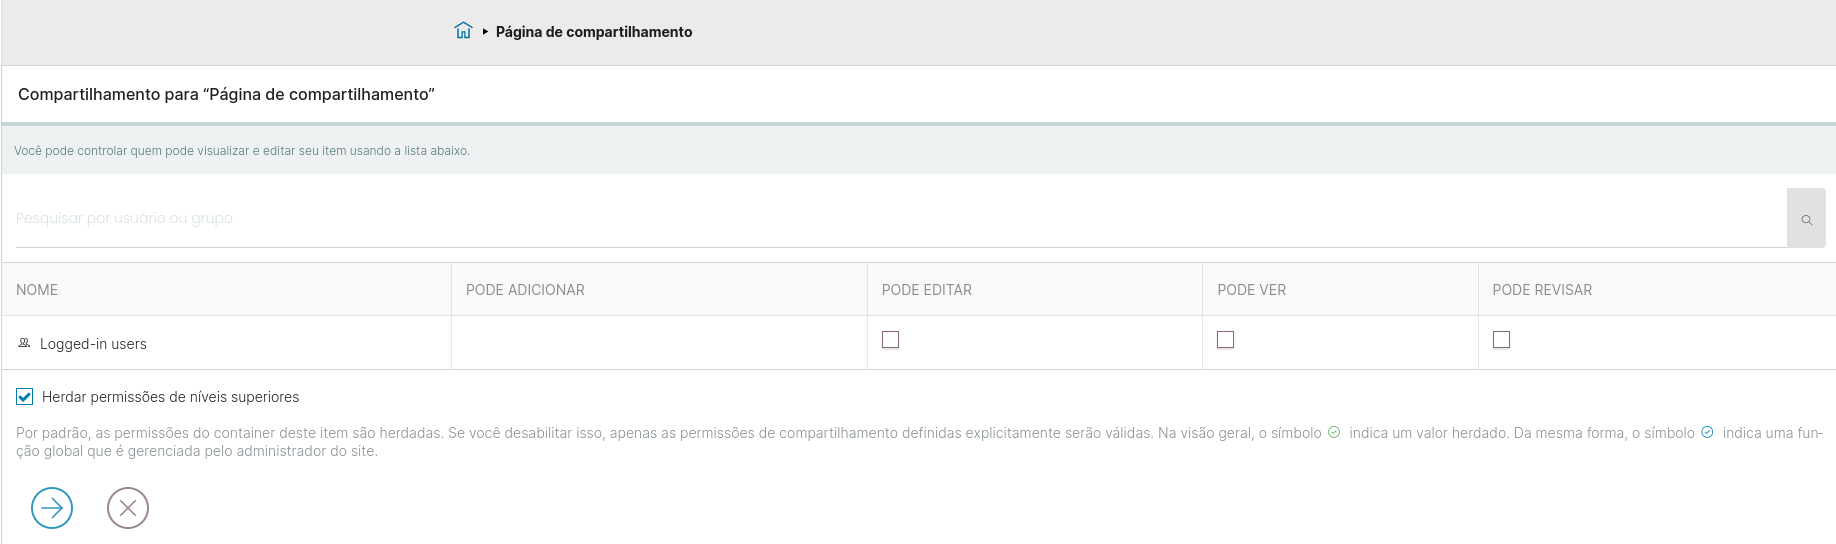 Página de compartilhamento
Compartilhamento para “Página de compartilhamento”
Você pode controlar quem pode visualizar e editar seu item usando a lista abaixo.
Pesquisar por usuário ou grupo
NOME PODE ADICIONAR PODE EDITAR PODE VER PODE REVISAR
Logged-in users
Herdar permissões de níveis superiores
Por padrão, as permissões do container deste item são herdadas. Se você desabilitar isso, apenas as permissões de compartilhamento definidas explicitamente serão válidas. Na visão geral, o símbolo indica um valor herdado. Da mesma forma, o símbolo indica uma fun-
ção global que é gerenciada pelo administrador do site.